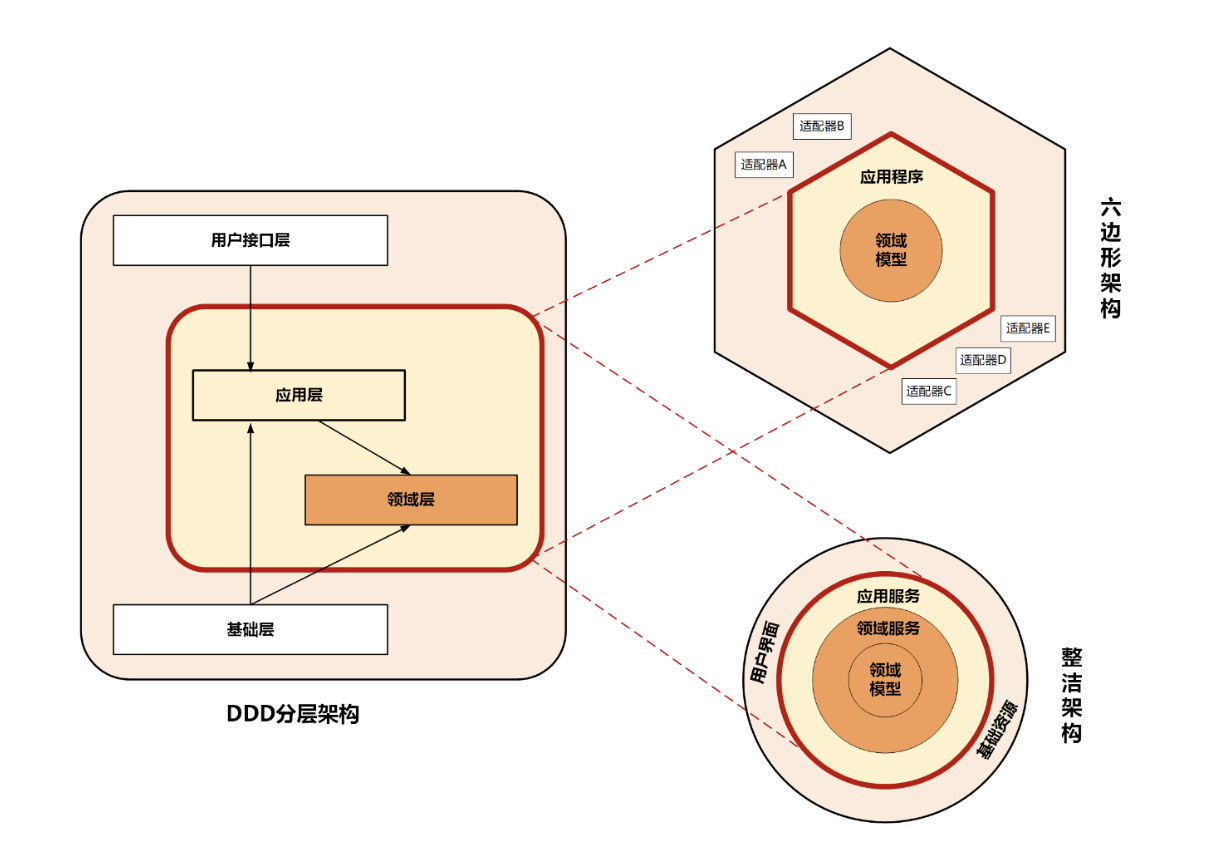 用户接口层
应用层
领域层
基础层
DDD分层架构
适配器B
适配器A
应用程序
领域
模型
适配器E
适配器D
适配器C
六边形架构
应用服务
领域服务
领域
模型
用户界面
基础资源
整洁架构